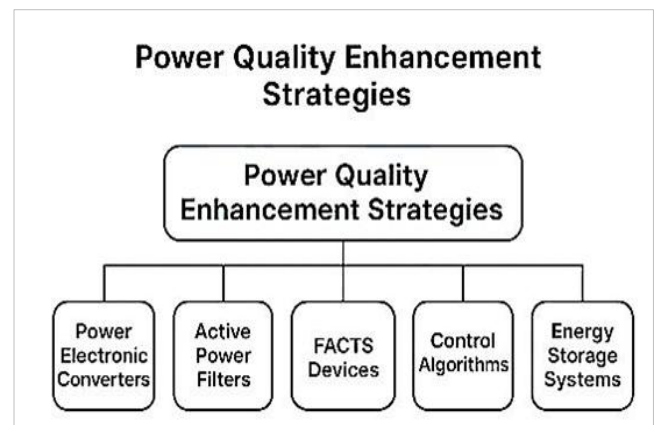 Power Quality Enhancement
Strategies
Power Quality
Enhancement Strategies
Power
Electronic
Converters
Active
Power
Filters
FACTS
Devices
Control
Algorithms
Energy
Storage
Systems